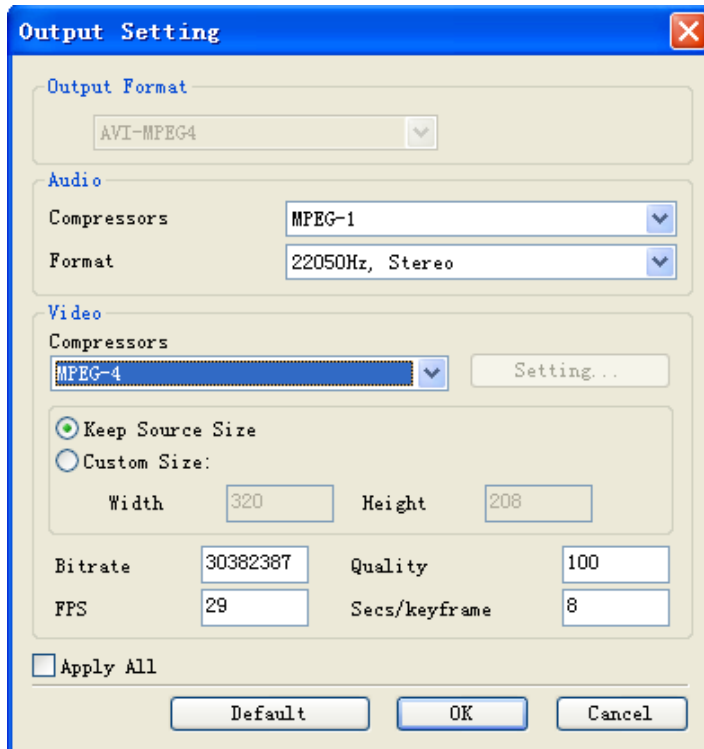 Output Setting
Output Format
AVI-MPEG4
Audio
Compressors MPEG-1
Format 22050Hz, Stereo
Video
Compressors
MPEG-4 Setting...
Keep Source Size
Custom Size:
Width 320 Height 208
Bitrate 30382387 Quality 100
FPS 29 Secs/keyframe 8
Apply All
Default OK Cancel